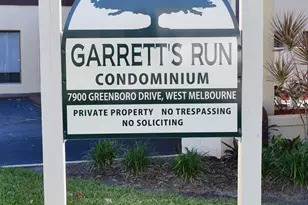 GARRETT'S RUN
CONDOMINIUM
7900 GREENBORO DRIVE, WEST MELBOURNE
PRIVATE PROPERTY NO TRESPASSING
NO SOLICITING